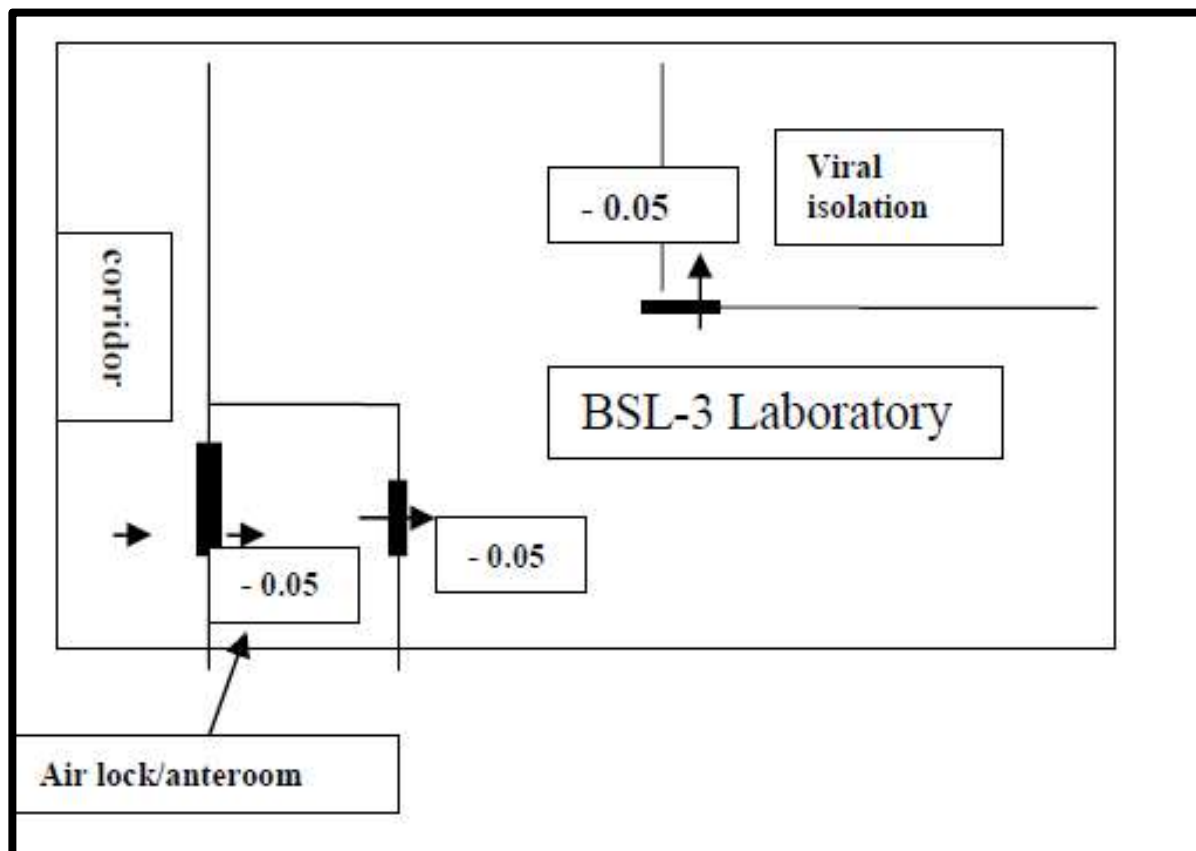 Viral
isolation
- 0.05
corridor
BSL-3 Laboratory
- 0.05
- 0.05
Air lock/anteroom